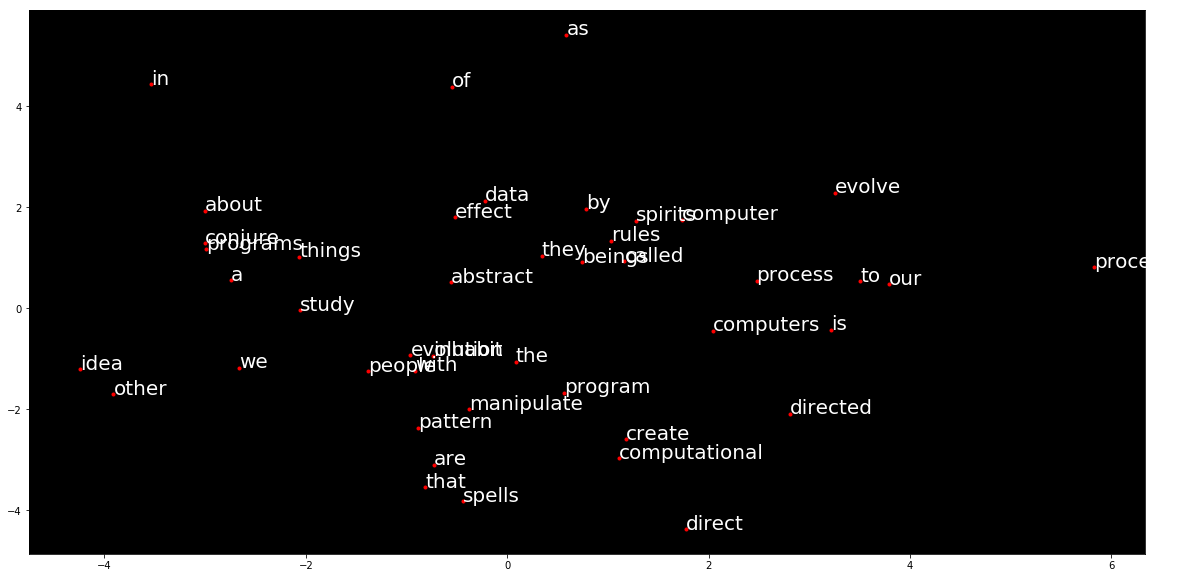 as
in
of
evolve
data
about
by
effect
spirits
computer
rules
conjure
programs
things
they
beings
called
a
abstract
process
to
our
proce
study
computers
is
evolution
inhabit
the
idea
we
people
with
other
program
manipulate
directed
pattern
create
computational
are
that
spells
direct
4
2
0
−2
−4
−4
−2
0
2
4
6